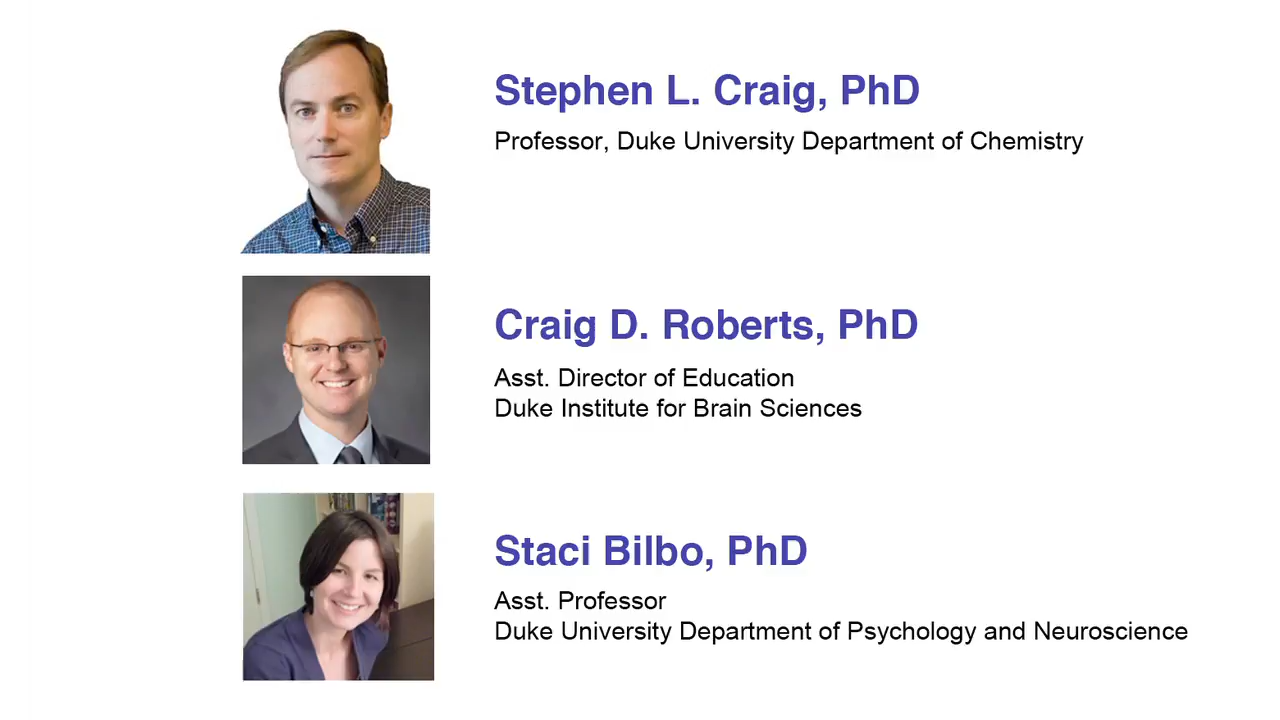 Stephen L. Craig, PhD
Professor, Duke University Department of Chemistry
Craig D. Roberts, PhD
Asst. Director of Education
Duke Institute for Brain Sciences
Staci Bilbo, PhD
Asst. Professor
Duke University Department of Psychology and Neuroscience